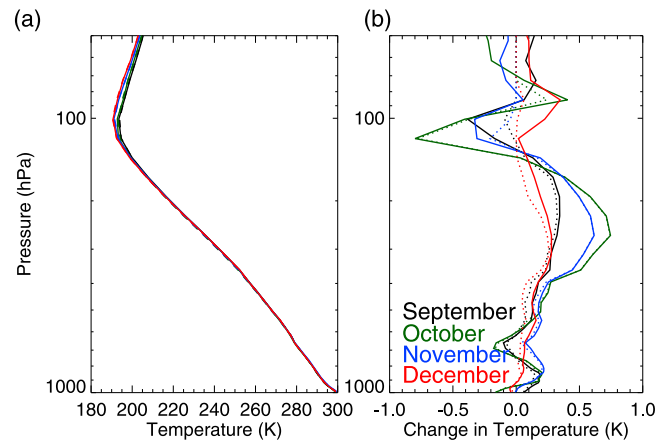 (a)
(b)
100
1000
Pressure (hPa)
180 200 220 240 260 280 300
Temperature (K)
100
1000
September
October
November
December
-1.0 -0.5 0.0 0.5 1.0
Change in Temperature (K)